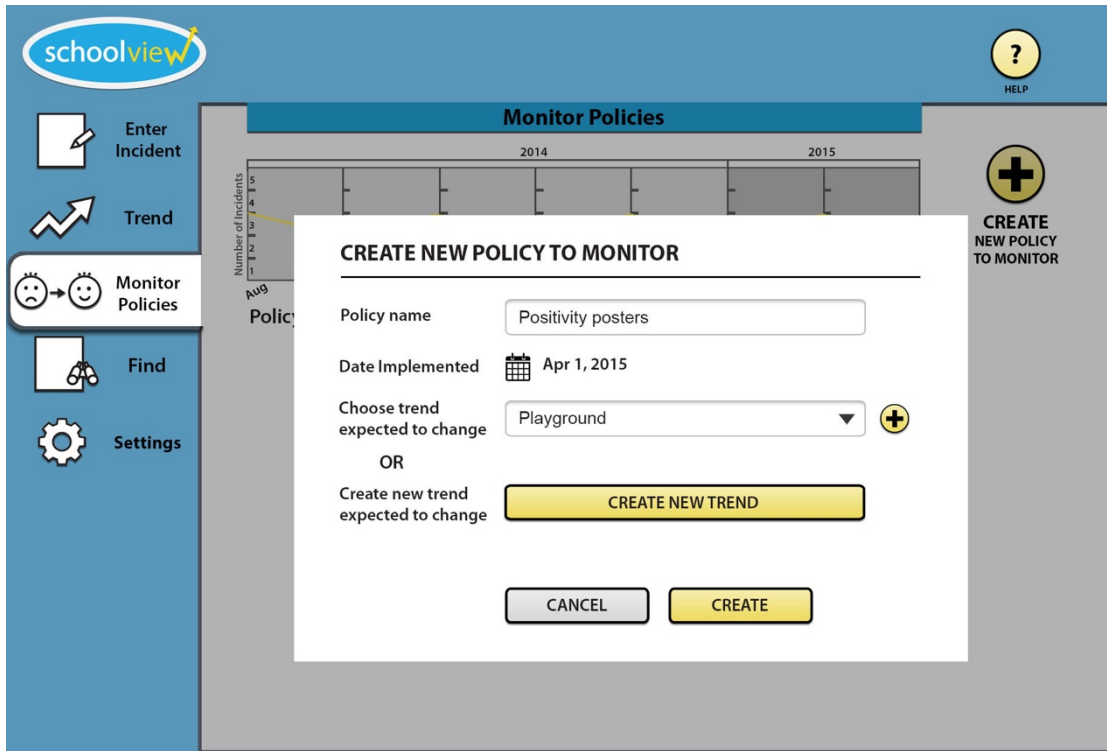 schoolview
?
HELP
Enter
Incident
Trend
Monitor
Policies
Find
Settings
Monitor Policies
2014
2015
Number of Incidents
5
4
3
2
1
Aug
Policy
CREATE
NEW POLICY
TO MONITOR
CREATE NEW POLICY TO MONITOR
Policy name
Positivity posters
Date Implemented
Apr 1, 2015
Choose trend
expected to change
Playground
OR
Create new trend
expected to change
CREATE NEW TREND
CANCEL
CREATE